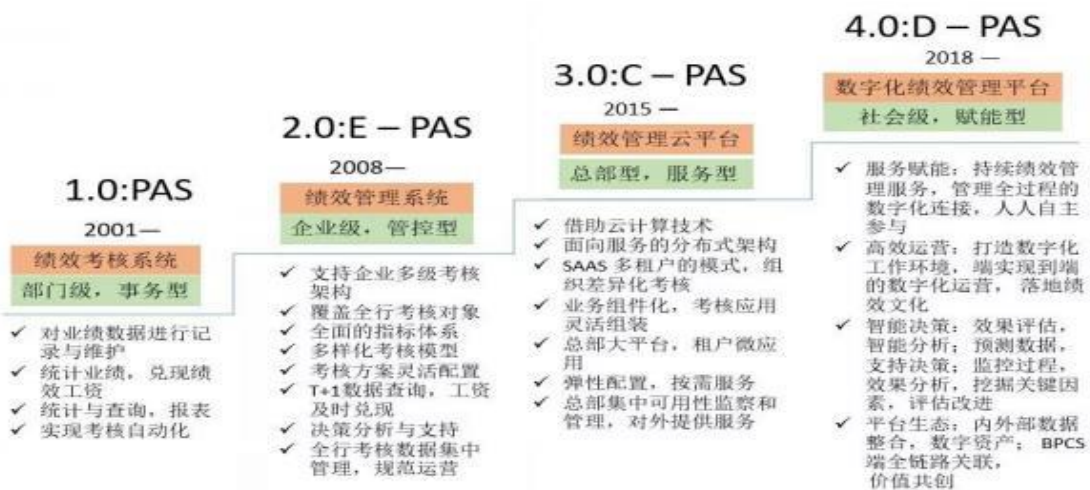 1.0:PAS
2001—
绩效考核系统
部门级，事务型
✓ 对业绩数据进行记
录与维护
✓ 统计业绩，兑现绩
效工资
✓ 统计与查询，报表
✓ 实现考核自动化
2.0:E – PAS
2008—
绩效管理系统
企业级，管控型
✓ 支持企业多级考核
架构
✓ 覆盖全行考核对象
✓ 全面的指标体系
✓ 多样化考核模型
✓ 考核方案灵活配置
✓ T+1数据查询，工资
及时兑现
✓ 决策分析与支持
✓ 全行考核数据集中
管理，规范运营
3.0:C – PAS
2015 —
绩效管理云平台
总部型，服务型
✓ 借助云计算技术
✓ 面向服务的分布式架构
✓ SAAS 多租户的模式，组
织差异化考核
✓ 业务组件化，考核应用
灵活组装
✓ 总部大平台，租户微应
用
✓ 弹性配置，按需服务
✓ 总部集中可用性监察和
管理，对外提供服务
4.0:D – PAS
2018 —
数字化绩效管理平台
社会级，赋能型
✓ 服务赋能：持续绩效管
理服务，管理全过程的
数字化连接，人人自主
参与
✓ 高效运营：打造数字化
工作环境，端实现到端
的数字化运营，落地绩
效文化
✓ 智能决策：效果评估，
智能分析；预测数据，
支持决策；监控过程，
效果分析，挖掘关键因
素，评估改进
✓ 平台生态：内外部数据
整合，数字资产；BPCS
端全链路关联，
价值共创